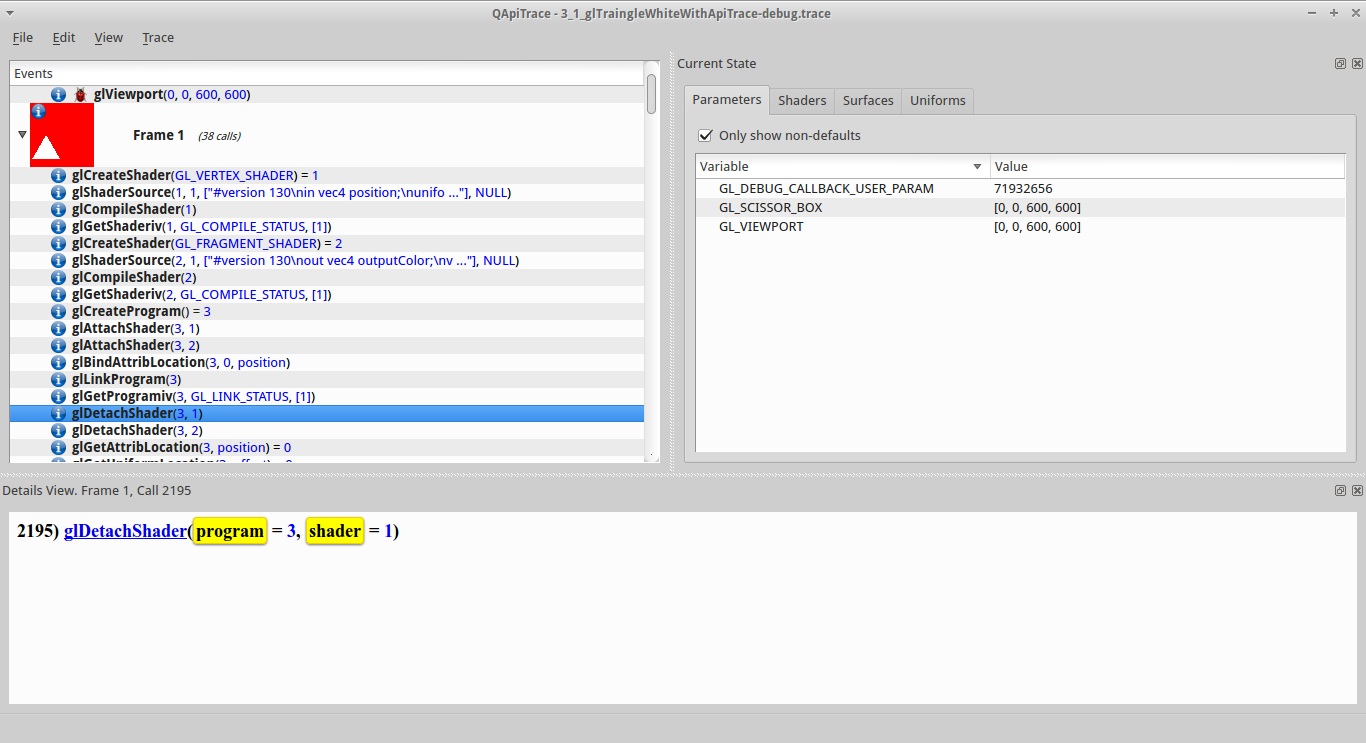 QApiTrace - 3_1_glTraingleWhiteWithApiTrace-debug.trace
File Edit View Trace
Events
glViewport(0, 0, 600, 600)
Frame 1 (38 calls)
glCreateShader(GL_VERTEX_SHADER) = 1
glShaderSource(1, 1, ["#version 130\nin vec4 position;\nunifo ..."], NULL)
glCompileShader(1)
glGetShaderiv(1, GL_COMPILE_STATUS, [1])
glCreateShader(GL_FRAGMENT_SHADER) = 2
glShaderSource(2, 1, ["#version 130\nout vec4 outputColor;\nv ..."], NULL)
glCompileShader(2)
glGetShaderiv(2, GL_COMPILE_STATUS, [1])
glCreateProgram() = 3
glAttachShader(3, 1)
glAttachShader(3, 2)
glBindAttribLocation(3, 0, position)
glLinkProgram(3)
glGetProgramiv(3, GL_LINK_STATUS, [1])
glDetachShader(3, 1)
glDetachShader(3, 2)
glGetAttribLocation(3, position) = 0
Current State
Parameters Shaders Surfaces Uniforms
Only show non-defaults
Variable Value
GL_DEBUG_CALLBACK_USER_PARAM 71932656
GL_SCISSOR_BOX [0, 0, 600, 600]
GL_VIEWPORT [0, 0, 600, 600]
Details View. Frame 1, Call 2195
2195) glDetachShader(program = 3, shader = 1)